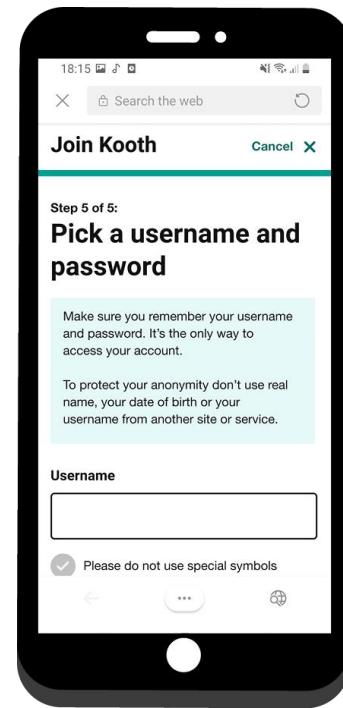 18:15
Search the web
Join Kooth
Cancel X
Step 5 of 5:
Pick a username and
password
Make sure you remember your username
and password. It's the only way to
access your account.
To protect your anonymity don't use real
name, your date of birth or your
username from another site or service.
Username
Please do not use special symbols